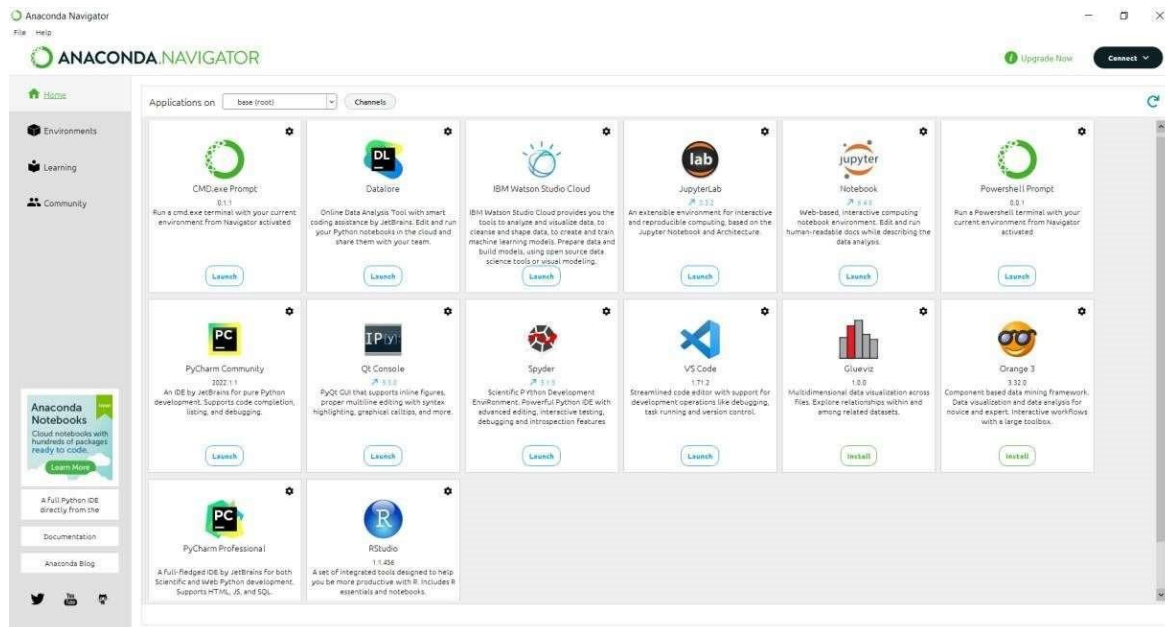 Anaconda Navigator
File Help
ANACONDA.NAVIGATOR
Upgrade Now
Connect
Home
Environments
Learning
Community
Applications on base (root) Channels
CMD.exe Prompt
0.1.1
Run a cmd.exe terminal with your current
environment from Navigator activated
Launch
DL
Datalore
Online Data Analysis Tool with smart
coding assistance by JetBrains. Edit and run
your Python notebooks in the cloud and
share them with your team.
Launch
IBM Watson Studio Cloud
IBM Watson Studio Cloud provides you the
tools to analyze and visualize data, to
cleanse and shape data, to create and train
machine learning models. Prepare data and
build models, using open source data
science tools or visual modeling.
Launch
lab
JupyterLab
3.3.2
An extensible environment for interactive
and reproducible computing, based on the
Jupyter Notebook and Architecture.
Launch
jupyter
Notebook
Web-based, interactive computing
notebook environment. Edit and run
human-readable docs while describing the
data analysis.
Launch
Powershell Prompt
0.0.1
Run a Powershell terminal with your
current environment from Navigator
activated
Launch
PC
PyCharm Community
2022.1.1
An IDE by JetBrains for pure Python
development. Supports code completion,
listing, and debugging.
Launch
IP[y]:
Qt Console
PyQt GUI that supports inline figures,
proper multiline editing with syntax
highlighting, graphical calltips, and more.
Launch
Spyder
Scientific PYthon Development
EnviRonment. Powerful Python IDE with
advanced editing, interactive testing,
debugging and introspection features
Launch
VS Code
1.71.2
Streamlined code editor with support for
development operations like debugging,
task running and version control.
Launch
Glueviz
1.0.0
Multidimensional data visualization across
files. Explore relationships within and
among related datasets.
Install
Orange 3
3.32.0
Component based data mining framework.
Data visualization and data analysis for
novice and expert. Interactive workflows
with a large toolbox.
Install
PC
PyCharm Professional
A full-fledged IDE by JetBrains for both
Scientific and Web Python development.
Supports HTML, JS, and SQL.
R
RStudio
1.1.456
A set of integrated tools designed to help
you be more productive with R. Includes R
essentials and notebooks.
Anaconda
Notebooks
Cloud notebooks with
hundreds of packages
ready to code.
Learn More
A Full Python IDE
directly from the
Documentation
Anaconda Blog
You
Tube